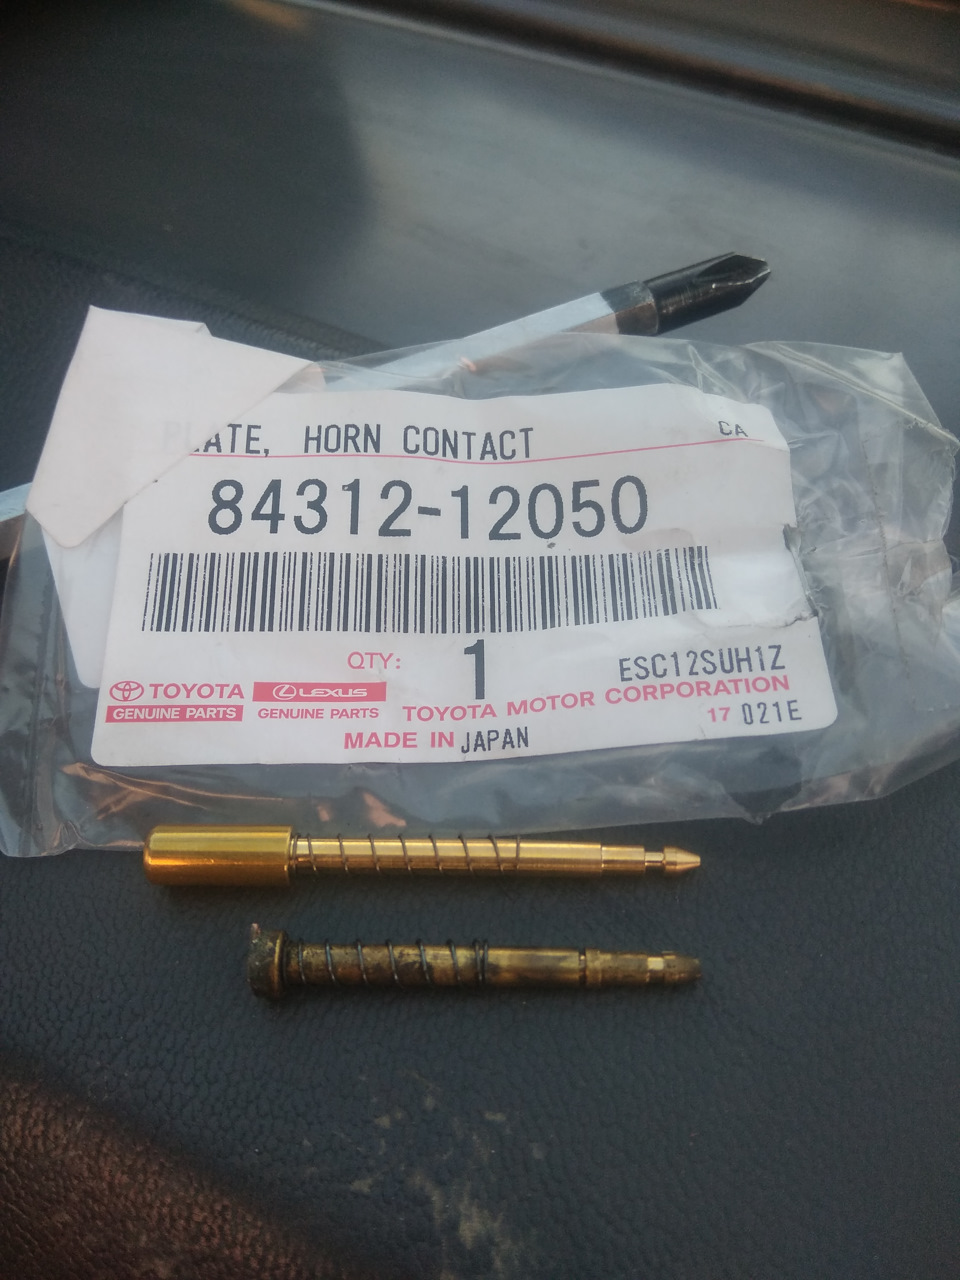 PLATE, HORN CONTACT
CA
84312-12050
QTY: 1
ESC12SUH1Z
TOYOTA
GENUINE PARTS
LEXUS
GENUINE PARTS
TOYOTA MOTOR CORPORATION
17 021E
MADE IN JAPAN